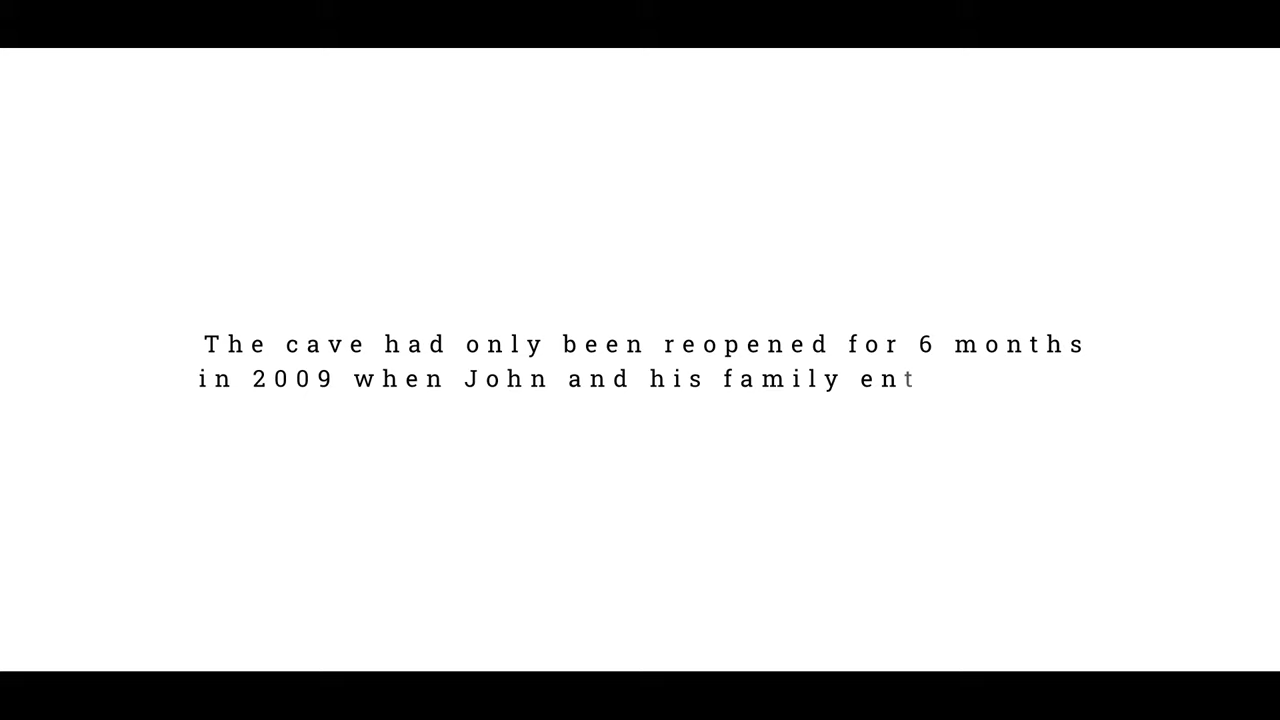 The cave had only been reopened for 6 months
in 2009 when John and his family ent